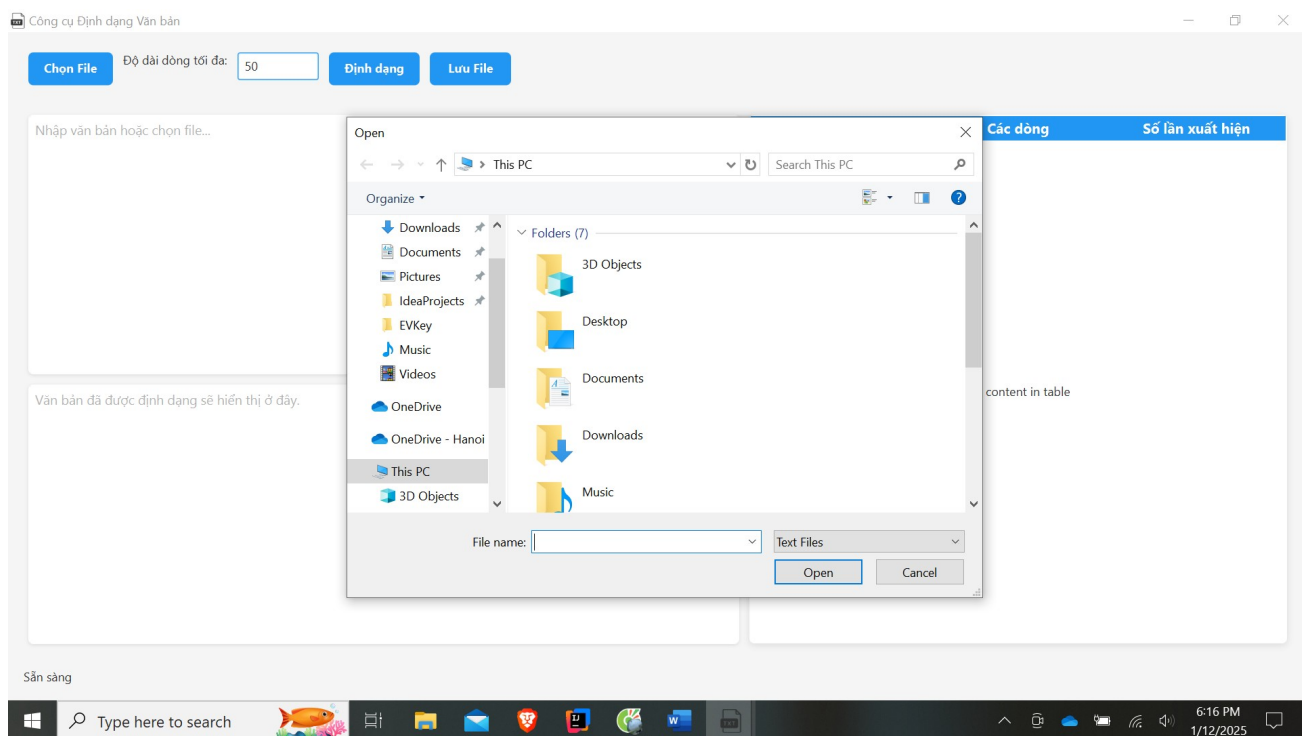 Công cụ Định dạng Văn bản
Chọn File
Độ dài dòng tối đa:
50
Định dạng
Lưu File
Nhập văn bản hoặc chọn file...
Các dòng
Số lần xuất hiện
content in table
Văn bản đã được định dạng sẽ hiển thị ở đây.
Open
This PC
Search This PC
Organize
Downloads
Documents
Pictures
IdeaProjects
EVKey
Music
Videos
OneDrive
OneDrive - Hanoi
This PC
3D Objects
Folders (7)
3D Objects
Desktop
Documents
Downloads
Music
File name:
Text Files
Open
Cancel
Sẵn sàng
Type here to search
6:16 PM
1/12/2025